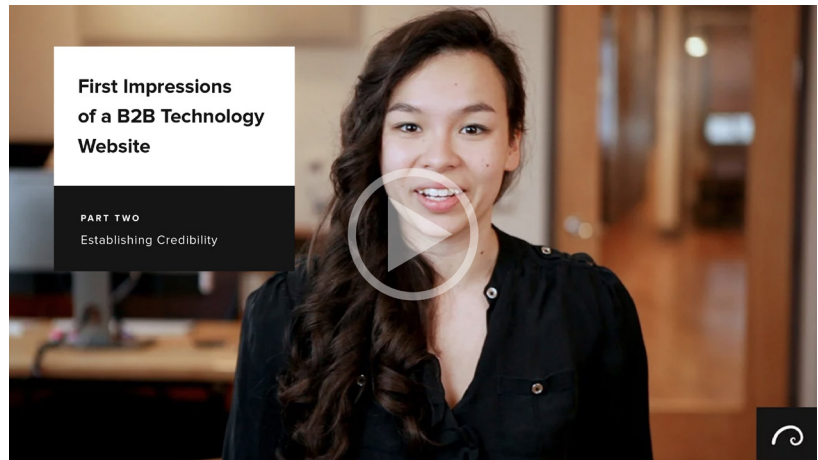 First Impressions
of a B2B Technology
Website
PART TWO
Establishing Credibility